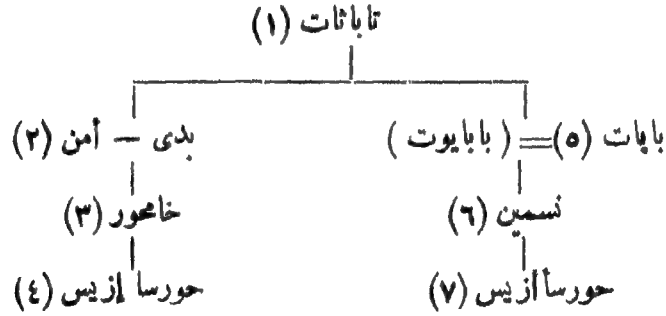 تاباثات (١)
بابات (٥) = ( بابايوت ) بدى — أمن (٢)
نسمين (٦) خامحور (٣)
حورسا أزيس (٧) حورسا إزيس (٤)